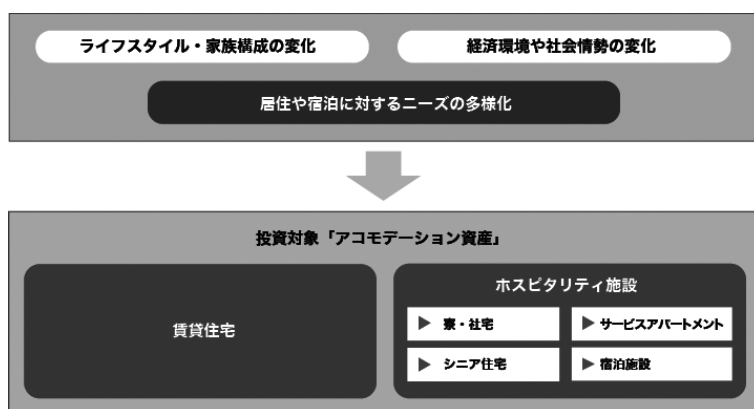 ライフスタイル・家族構成の変化
経済環境や社会情勢の変化
居住や宿泊に対するニーズの多様化
投資対象「アコモデーション資産」
賃貸住宅
ホスピタリティ施設
▶ 寮・社宅
▶ サービスアパートメント
▶ シニア住宅
▶ 宿泊施設